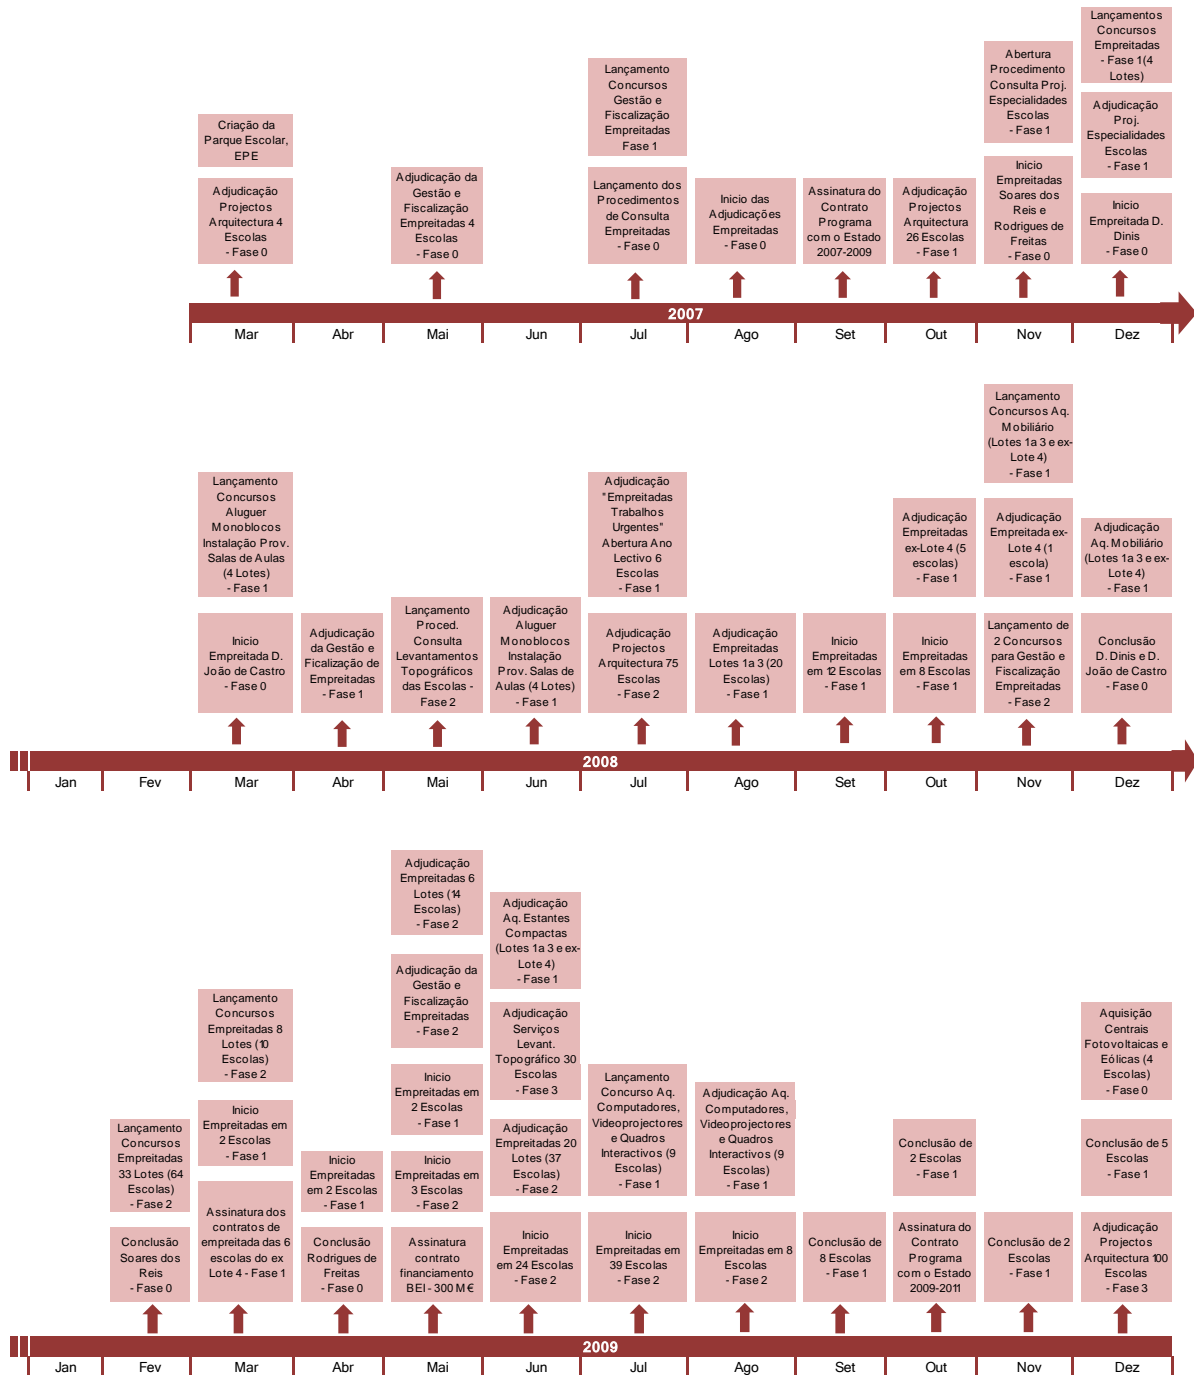 Criação da
Parque Escolar,
EPE
Adjudicação
Projectos
Arquitectura 4
Escolas
- Fase 0
Adjudicação da
Gestão e
Fiscalização
Empreitadas 4
Escolas
- Fase 0
Lançamento
Concursos
Gestão e
Fiscalização
Empreitadas
Fase 1
Lançamento dos
Procedimentos
de Consulta
Empreitadas
- Fase 0
Inicio das
Adjudicações
Empreitadas
- Fase 0
Assinatura do
Contrato
Programa
com o Estado
2007-2009
Adjudicação
Projectos
Arquitectura
26 Escolas
- Fase 1
Abertura
Procedimento
Consulta Proj.
Especialidades
Escolas
- Fase 1
Inicio
Empreitadas
Soares dos
Reis e
Rodrigues de
Freitas
- Fase 0
Lançamentos
Concursos
Empreitadas
- Fase 1 (4
Lotes)
Adjudicação
Proj.
Especialidades
Escolas
- Fase 1
Inicio
Empreitada D.
Dinis
- Fase 0
2007
Mar
Abr
Mai
Jun
Jul
Ago
Set
Out
Nov
Dez
Lançamento
Concursos
Aluguer
Monoblocos
Instalação Prov.
Salas de Aulas
(4 Lotes)
- Fase 1
Inicio
Empreitada D.
João de Castro
- Fase 0
Adjudicação
da Gestão e
Ficalização de
Empreitadas
- Fase 1
Lançamento
Proced.
Consulta
Levantamentos
Topográficos
das Escolas -
Fase 2
Adjudicação
Aluguer
Monoblocos
Instalação
Prov. Salas de
Aulas (4 Lotes)
- Fase 1
Adjudicação
"Empreitadas
Trabalhos
Urgentes"
Abertura Ano
Lectivo 6
Escolas
- Fase 1
Adjudicação
Projectos
Arquitectura 75
Escolas
- Fase 2
Adjudicação
Empreitadas
Lotes 1 a 3 (20
Escolas)
- Fase 1
Inicio
Empreitadas
em 12 Escolas
- Fase 1
Adjudicação
Empreitadas
ex-Lote 4 (5
escolas)
- Fase 1
Inicio
Empreitadas
em 8 Escolas
- Fase 1
Lançamento
Concursos Aq.
Mobiliário
(Lotes 1 a 3 e ex-
Lote 4)
- Fase 1
Adjudicação
Empreitada ex-
Lote 4 (1
escola)
- Fase 1
Lançamento de
2 Concursos
para Gestão e
Fiscalização
Empreitadas
- Fase 2
Adjudicação
Aq. Mobiliário
(Lotes 1 a 3 e ex-
Lote 4)
- Fase 1
Conclusão
D. Dinis e D.
João de Castro
- Fase 0
2008
Jan
Fev
Mar
Abr
Mai
Jun
Jul
Ago
Set
Out
Nov
Dez
Lançamento
Concursos
Empreitadas
33 Lotes (64
Escolas)
- Fase 2
Conclusão
Soares dos
Reis
- Fase 0
Lançamento
Concursos
Empreitadas 8
Lotes (10
Escolas)
- Fase 2
Inicio
Empreitadas em
2 Escolas
- Fase 1
Assinatura dos
contratos de
empreitada das 6
escolas do ex
Lote 4 - Fase 1
Inicio
Empreitadas
em 2 Escolas
- Fase 1
Conclusão
Rodrigues de
Freitas
- Fase 0
Adjudicação
Empreitadas 6
Lotes (14
Escolas)
- Fase 2
Adjudicação da
Gestão e
Fiscalização
Empreitadas
- Fase 2
Inicio
Empreitadas em
2 Escolas
- Fase 1
Inicio
Empreitadas em
3 Escolas
- Fase 2
Assinatura
contrato
financiamento
BEI - 300 M€
Adjudicação
Aq. Estantes
Compactas
(Lotes 1 a 3 e ex-
Lote 4)
- Fase 1
Adjudicação
Serviços
Levant.
Topográfico 30
Escolas
- Fase 3
Adjudicação
Empreitadas 20
Lotes (37
Escolas)
- Fase 2
Inicio
Empreitadas
em 24 Escolas
- Fase 2
Lançamento
Concurso Aq.
Computadores,
Videoprojectores
e Quadros
Interactivos (9
Escolas)
- Fase 1
Inicio
Empreitadas em
39 Escolas
- Fase 2
Adjudicação Aq.
Computadores,
Videoprojectores
e Quadros
Interactivos (9
Escolas)
- Fase 1
Inicio
Empreitadas em 8
Escolas
- Fase 2
Conclusão de
8 Escolas
- Fase 1
Conclusão de
2 Escolas
- Fase 1
Assinatura do
Contrato
Programa
com o Estado
2009-2011
Conclusão de 2
Escolas
- Fase 1
Aquisição
Centrais
Fotovoltaicas e
Eólicas (4
Escolas)
- Fase 0
Conclusão de 5
Escolas
- Fase 1
Adjudicação
Projectos
Arquitectura 100
Escolas
- Fase 3
2009
Jan
Fev
Mar
Abr
Mai
Jun
Jul
Ago
Set
Out
Nov
Dez